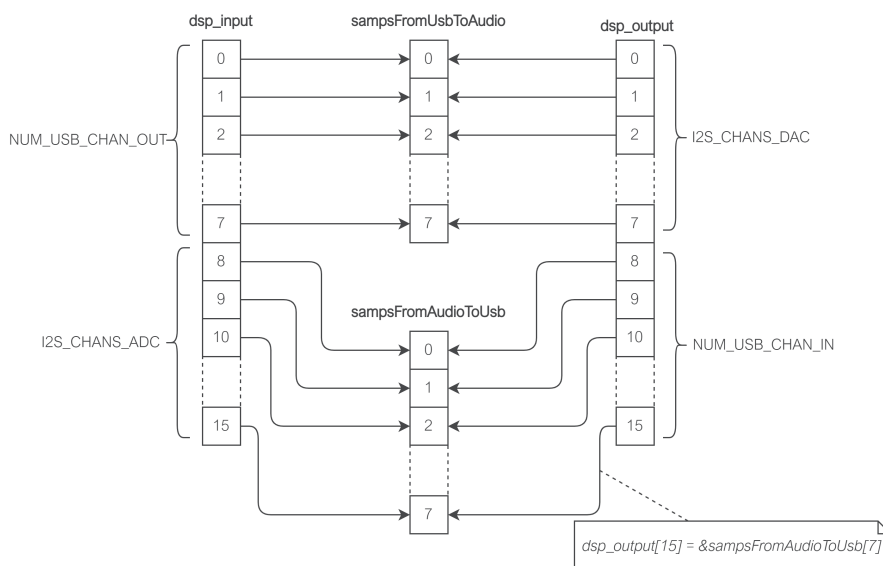 dsp_input
sampsFromUsbToAudio
dsp_output
0
0
0
1
1
1
2
2
2
NUM_USB_CHAN_OUT
I2S_CHANS_DAC
7
7
7
8
8
9
9
sampsFromAudioToUsb
10
10
I2S_CHANS_ADC
NUM_USB_CHAN_IN
0
1
15
2
15
7
dsp_output[15] = &sampsFromAudioToUsb[7]